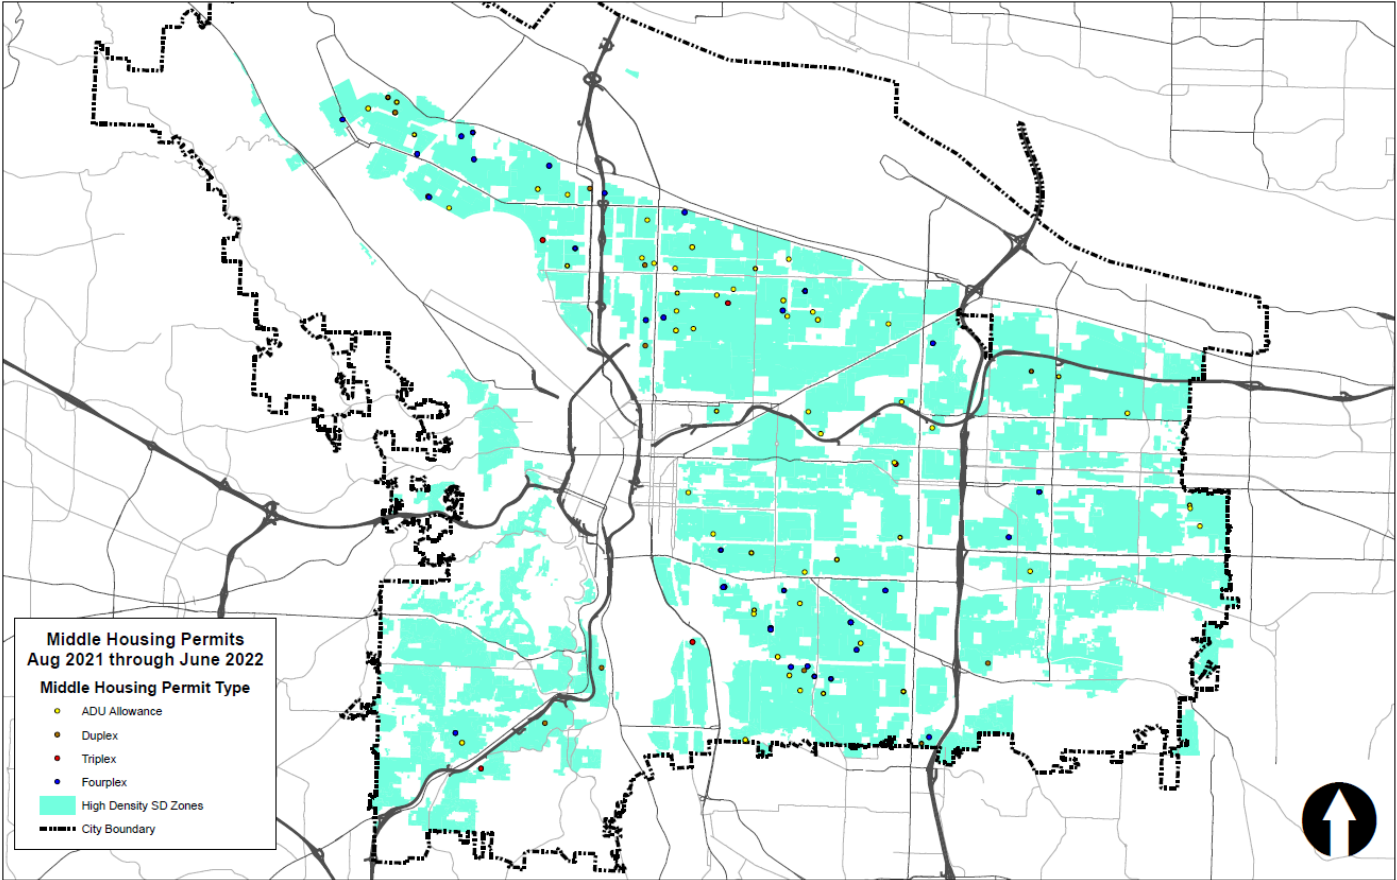 Middle Housing Permits
Aug 2021 through June 2022
Middle Housing Permit Type
ADU Allowance
Duplex
Triplex
Fourplex
High Density SD Zones
City Boundary